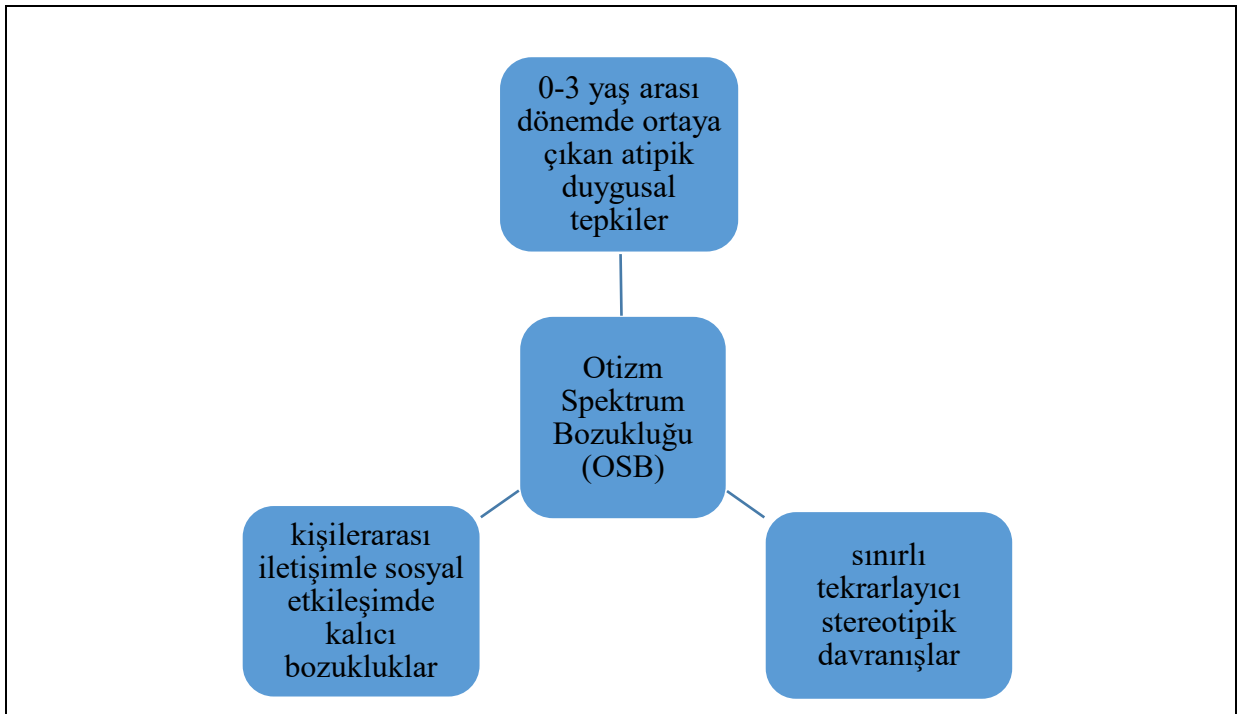 0-3 yaş arası
dönemde ortaya
çıkan atipik
duygusal
tepkiler
Otizm
Spektrum
Bozukluğu
(OSB)
kişilerarası
iletişimle sosyal
etkileşimde
kalıcı
bozukluklar
sınırlı
tekrarlayıcı
stereotipik
davranışlar